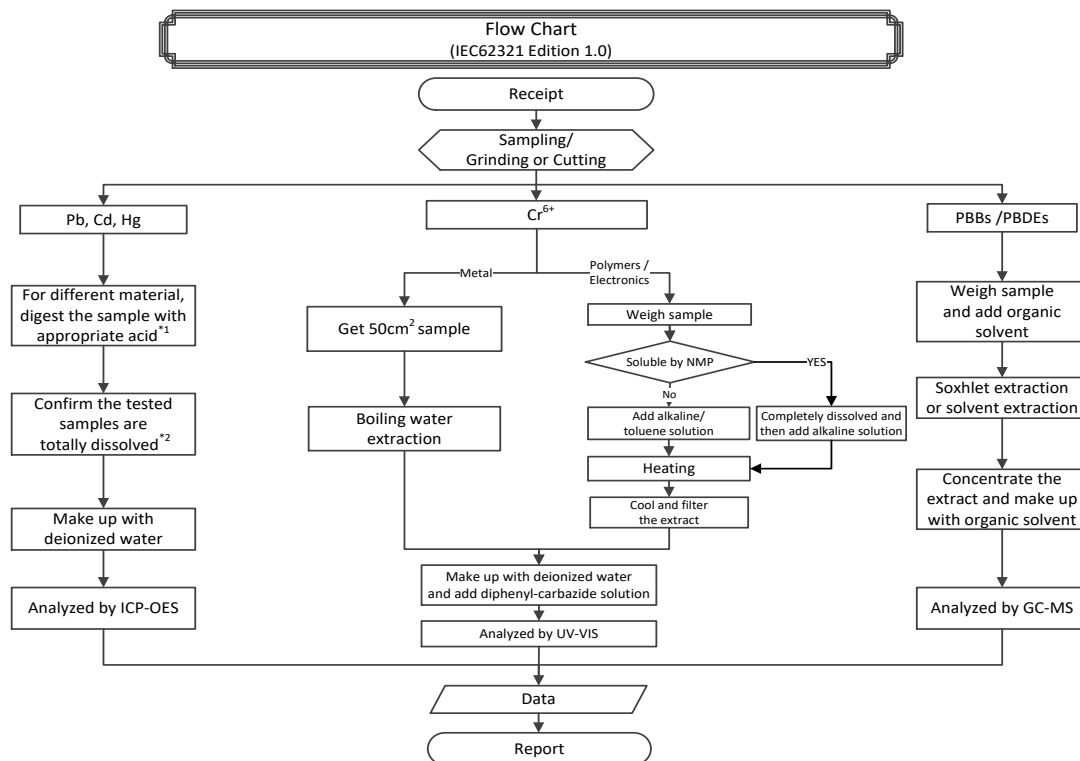 Flow Chart
(IEC62321 Edition 1.0)
Receipt
Sampling/
Grinding or Cutting
Pb, Cd, Hg
For different material,
digest the sample with
appropriate acid*1
Confirm the tested
samples are
totally dissolved*2
Make up with
deionized water
Analyzed by ICP-OES
Cr6+
Metal
Get 50cm2 sample
Boiling water
extraction
Polymers /
Electronics
Weigh sample
Soluble by NMP
YES
No
Add alkaline/
toluene solution
Completely dissolved and
then add alkaline solution
Heating
Cool and filter
the extract
Make up with deionized water
and add diphenyl-carbazide solution
Analyzed by UV-VIS
PBBs /PBDEs
Weigh sample
and add organic
solvent
Soxhlet extraction
or solvent extraction
Concentrate the
extract and make up
with organic solvent
Analyzed by GC-MS
Data
Report